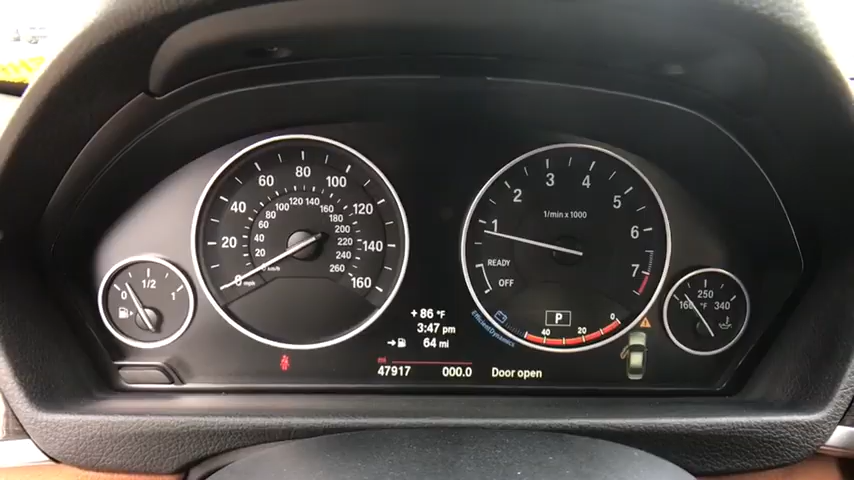 0 1/2 1
0 20 40 60 80 100 120 140 160
mph
20 40 60 80 100 120 140 160 180 200 220 240 260
km/h
1 2 3 4 5 6 7
1/min x 1000
READY
OFF
P
40 20 0
EfficientDynamics
160 250 340
°F
+ 86 °F
3:47 pm
64 mi
mi
47917 000.0
Door open